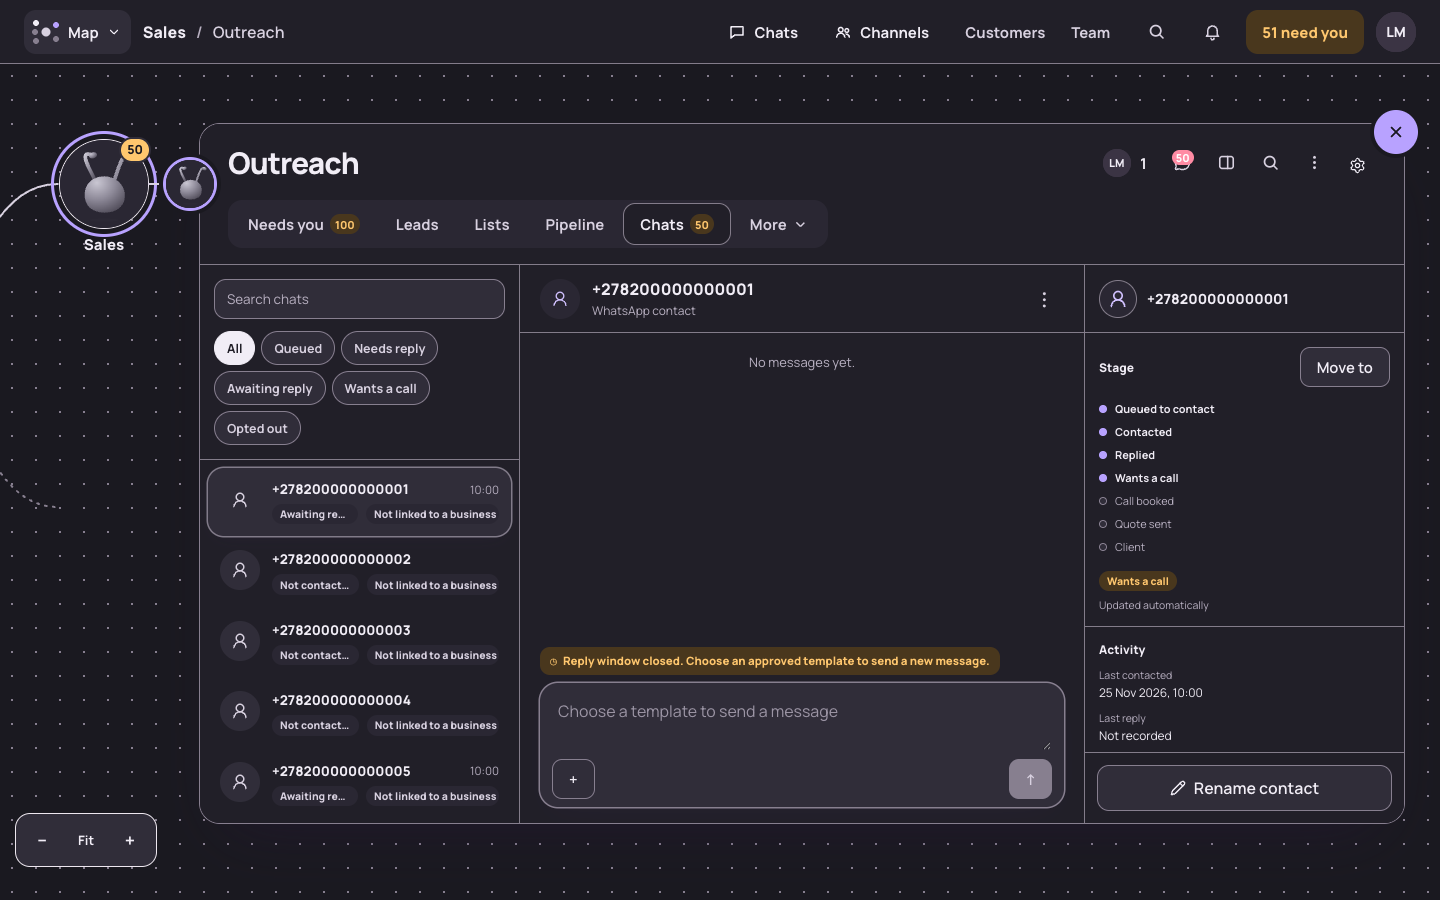 Map
Sales / Outreach
Chats
Channels
Customers
Team
51 need you
LM
50
Sales
Outreach
LM 1
50
Needs you 100
Leads
Lists
Pipeline
Chats 50
More
Search chats
All
Queued
Needs reply
Awaiting reply
Wants a call
Opted out
+278200000000001
10:00
Awaiting re...
Not linked to a business
+278200000000002
Not contact...
Not linked to a business
+278200000000003
Not contact...
Not linked to a business
+278200000000004
Not contact...
Not linked to a business
+278200000000005
10:00
Awaiting re...
Not linked to a business
+278200000000001
WhatsApp contact
No messages yet.
Reply window closed. Choose an approved template to send a new message.
Choose a template to send a message
+
+278200000000001
Stage
Move to
Queued to contact
Contacted
Replied
Wants a call
Call booked
Quote sent
Client
Wants a call
Updated automatically
Activity
Last contacted
25 Nov 2026, 10:00
Last reply
Not recorded
Rename contact
− Fit +